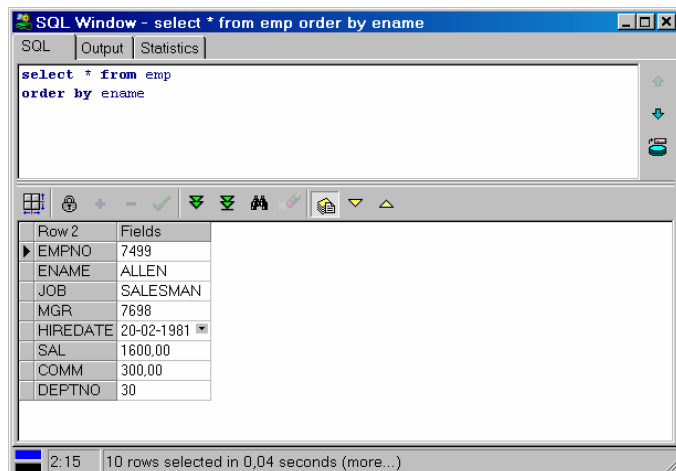 SQL Window - select * from emp order by ename
SQL Output Statistics
select * from emp
order by ename
Row 2 Fields
EMPNO 7499
ENAME ALLEN
JOB SALESMAN
MGR 7698
HIREDATE 20-02-1981
SAL 1600,00
COMM 300,00
DEPTNO 30
2:15 10 rows selected in 0,04 seconds (more...)